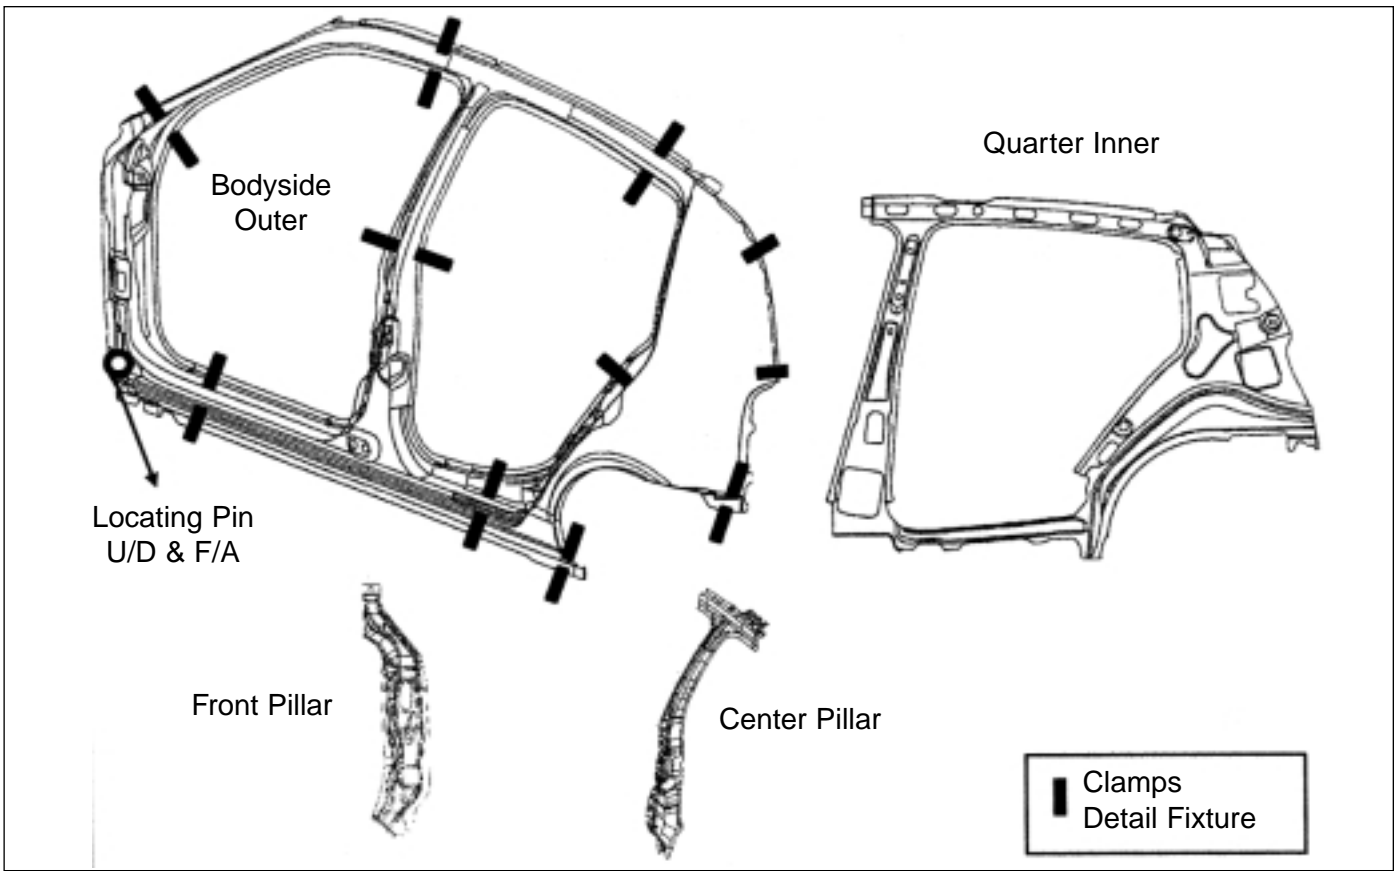 Quarter Inner
Bodyside
Outer
Locating Pin
U/D & F/A
Front Pillar
Center Pillar
Clamps
Detail Fixture